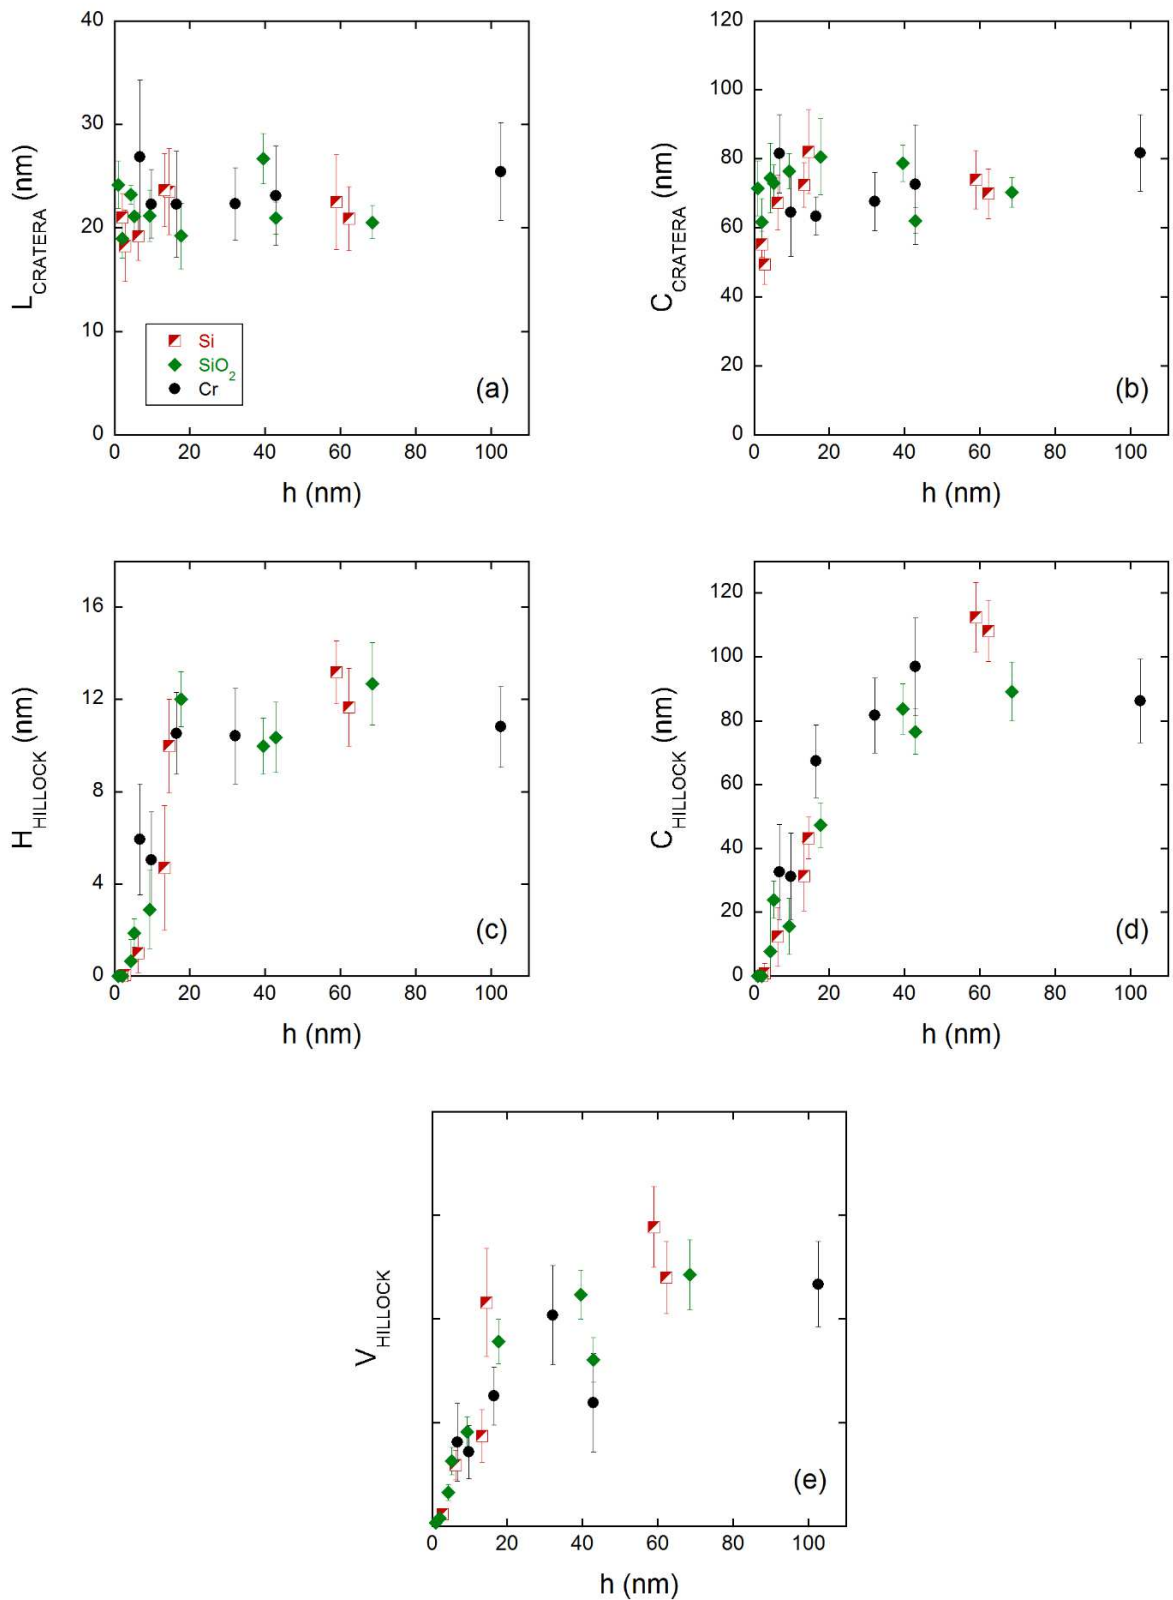 40
30
20
10
0
L_CRATERA (nm)
Si
SiO₂
Cr
(a)
0 20 40 60 80 100
h (nm)
120
100
80
60
40
20
0
C_CRATERA (nm)
(b)
0 20 40 60 80 100
h (nm)
16
12
8
4
0
H_HILLOCK (nm)
(c)
0 20 40 60 80 100
h (nm)
120
100
80
60
40
20
0
C_HILLOCK (nm)
(d)
0 20 40 60 80 100
h (nm)
V_HILLOCK
(e)
0 20 40 60 80 100
h (nm)